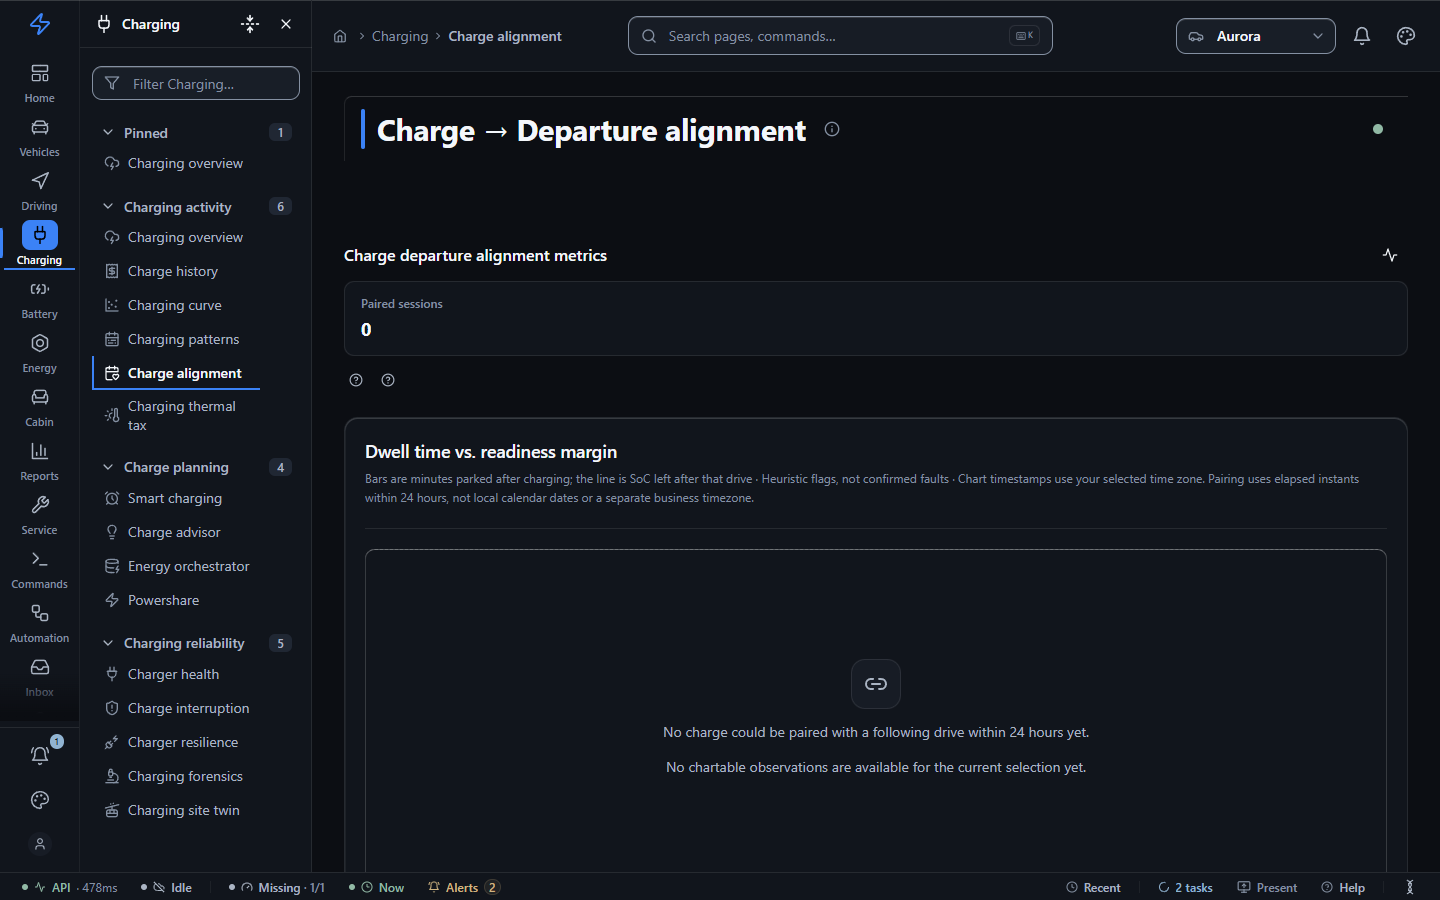 Charging
Charging
Charge alignment
Search pages, commands...
K
Aurora
Home
Vehicles
Driving
Charging
Battery
Energy
Cabin
Reports
Service
Commands
Automation
Inbox
1
Filter Charging...
Pinned
1
Charging overview
Charging activity
6
Charging overview
Charge history
Charging curve
Charging patterns
Charge alignment
Charging thermal
tax
Charge planning
4
Smart charging
Charge advisor
Energy orchestrator
Powershare
Charging reliability
5
Charger health
Charge interruption
Charger resilience
Charging forensics
Charging site twin
Charge → Departure alignment
Charge departure alignment metrics
Paired sessions
0
Dwell time vs. readiness margin
Bars are minutes parked after charging; the line is SoC left after that drive · Heuristic flags, not confirmed faults · Chart timestamps use your selected time zone. Pairing uses elapsed instants
within 24 hours, not local calendar dates or a separate business timezone.
No charge could be paired with a following drive within 24 hours yet.
No chartable observations are available for the current selection yet.
API · 478ms
Idle
Missing · 1/1
Now
Alerts 2
Recent
2 tasks
Present
Help